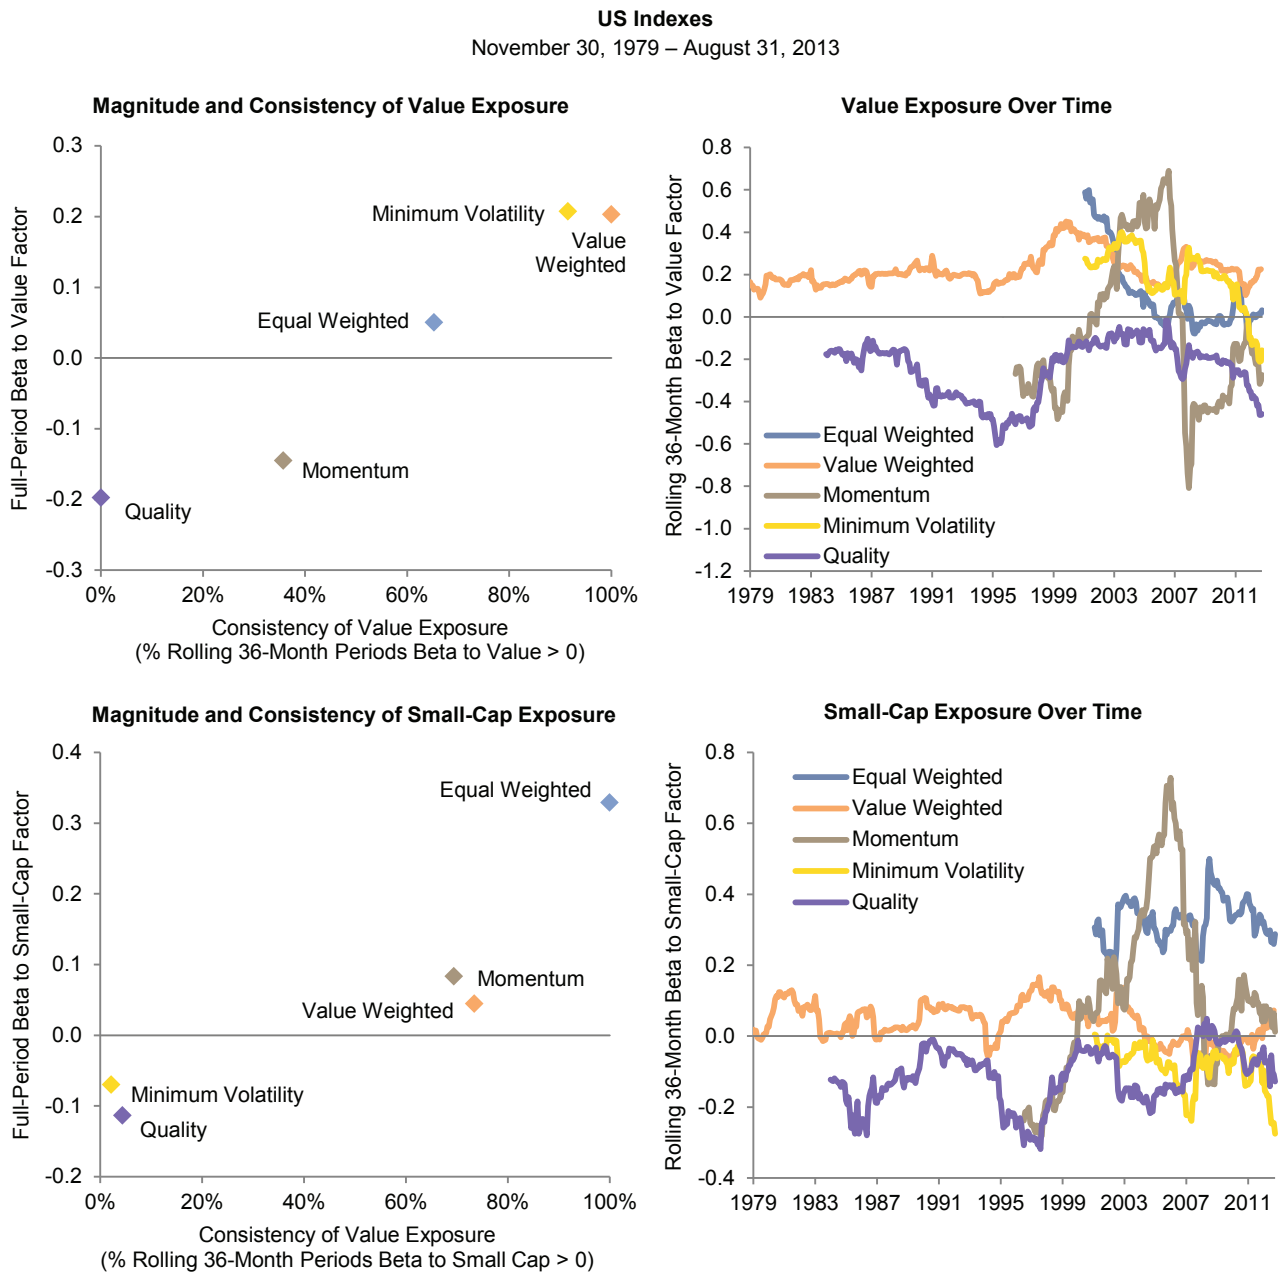 US Indexes
November 30, 1979 – August 31, 2013
Magnitude and Consistency of Value Exposure
Full-Period Beta to Value Factor
0.3
0.2
0.1
0.0
-0.1
-0.2
-0.3
Minimum Volatility
Value
Weighted
Equal Weighted
Momentum
Quality
0%
20%
40%
60%
80%
100%
Consistency of Value Exposure
(% Rolling 36-Month Periods Beta to Value > 0)
Value Exposure Over Time
Rolling 36-Month Beta to Value Factor
0.8
0.6
0.4
0.2
0.0
-0.2
-0.4
-0.6
-0.8
-1.0
-1.2
Equal Weighted
Value Weighted
Momentum
Minimum Volatility
Quality
1979
1983
1987
1991
1995
1999
2003
2007
2011
Magnitude and Consistency of Small-Cap Exposure
Full-Period Beta to Small-Cap Factor
0.4
0.3
0.2
0.1
0.0
-0.1
-0.2
Equal Weighted
Momentum
Value Weighted
Minimum Volatility
Quality
0%
20%
40%
60%
80%
100%
Consistency of Value Exposure
(% Rolling 36-Month Periods Beta to Small Cap > 0)
Small-Cap Exposure Over Time
Rolling 36-Month Beta to Small-Cap Factor
0.8
0.6
0.4
0.2
0.0
-0.2
-0.4
Equal Weighted
Value Weighted
Momentum
Minimum Volatility
Quality
1979
1983
1987
1991
1995
1999
2003
2007
2011